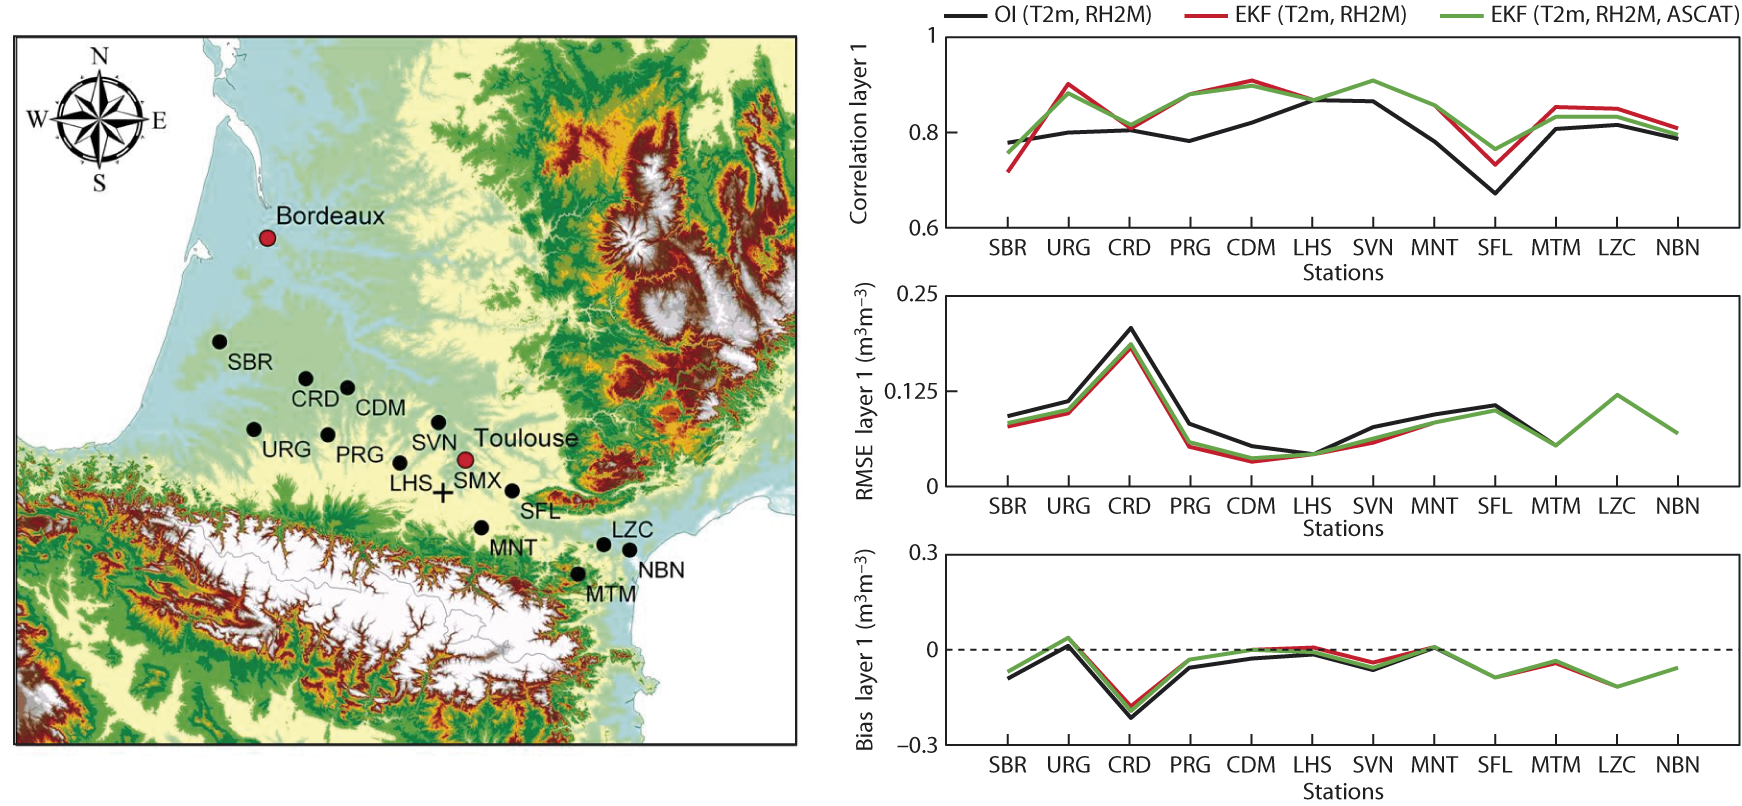 N
W
E
S
Bordeaux
SBR
CRD
CDM
URG
PRG
SVN
Toulouse
LHS
SMX
SFL
LZC
MNT
NBN
MTM
OI (T2m, RH2M)
EKF (T2m, RH2M)
EKF (T2m, RH2M, ASCAT)
Correlation layer 1
1
0.8
0.6
SBR URG CRD PRG CDM LHS SVN MNT SFL MTM LZC NBN
Stations
RMSE layer 1 (m³m⁻³)
0.25
0.125
0
SBR URG CRD PRG CDM LHS SVN MNT SFL MTM LZC NBN
Stations
Bias layer 1 (m³m⁻³)
0.3
0
–0.3
SBR URG CRD PRG CDM LHS SVN MNT SFL MTM LZC NBN
Stations